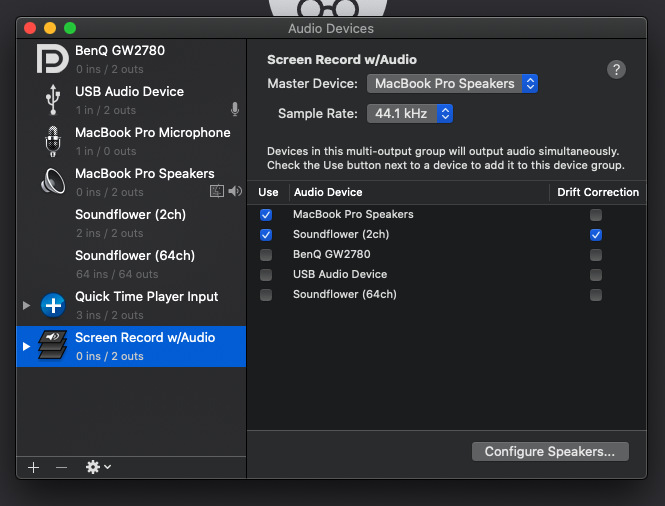 Audio Devices
BenQ GW2780
0 ins / 2 outs
USB Audio Device
1 in / 2 outs
MacBook Pro Microphone
1 in / 0 outs
MacBook Pro Speakers
0 ins / 2 outs
Soundflower (2ch)
2 ins / 2 outs
Soundflower (64ch)
64 ins / 64 outs
Quick Time Player Input
3 ins / 2 outs
Screen Record w/Audio
0 ins / 2 outs
Screen Record w/Audio
?
Master Device: MacBook Pro Speakers
Sample Rate: 44.1 kHz
Devices in this multi-output group will output audio simultaneously.
Check the Use button next to a device to add it to this device group.
Use Audio Device Drift Correction
MacBook Pro Speakers
Soundflower (2ch)
BenQ GW2780
USB Audio Device
Soundflower (64ch)
Configure Speakers...